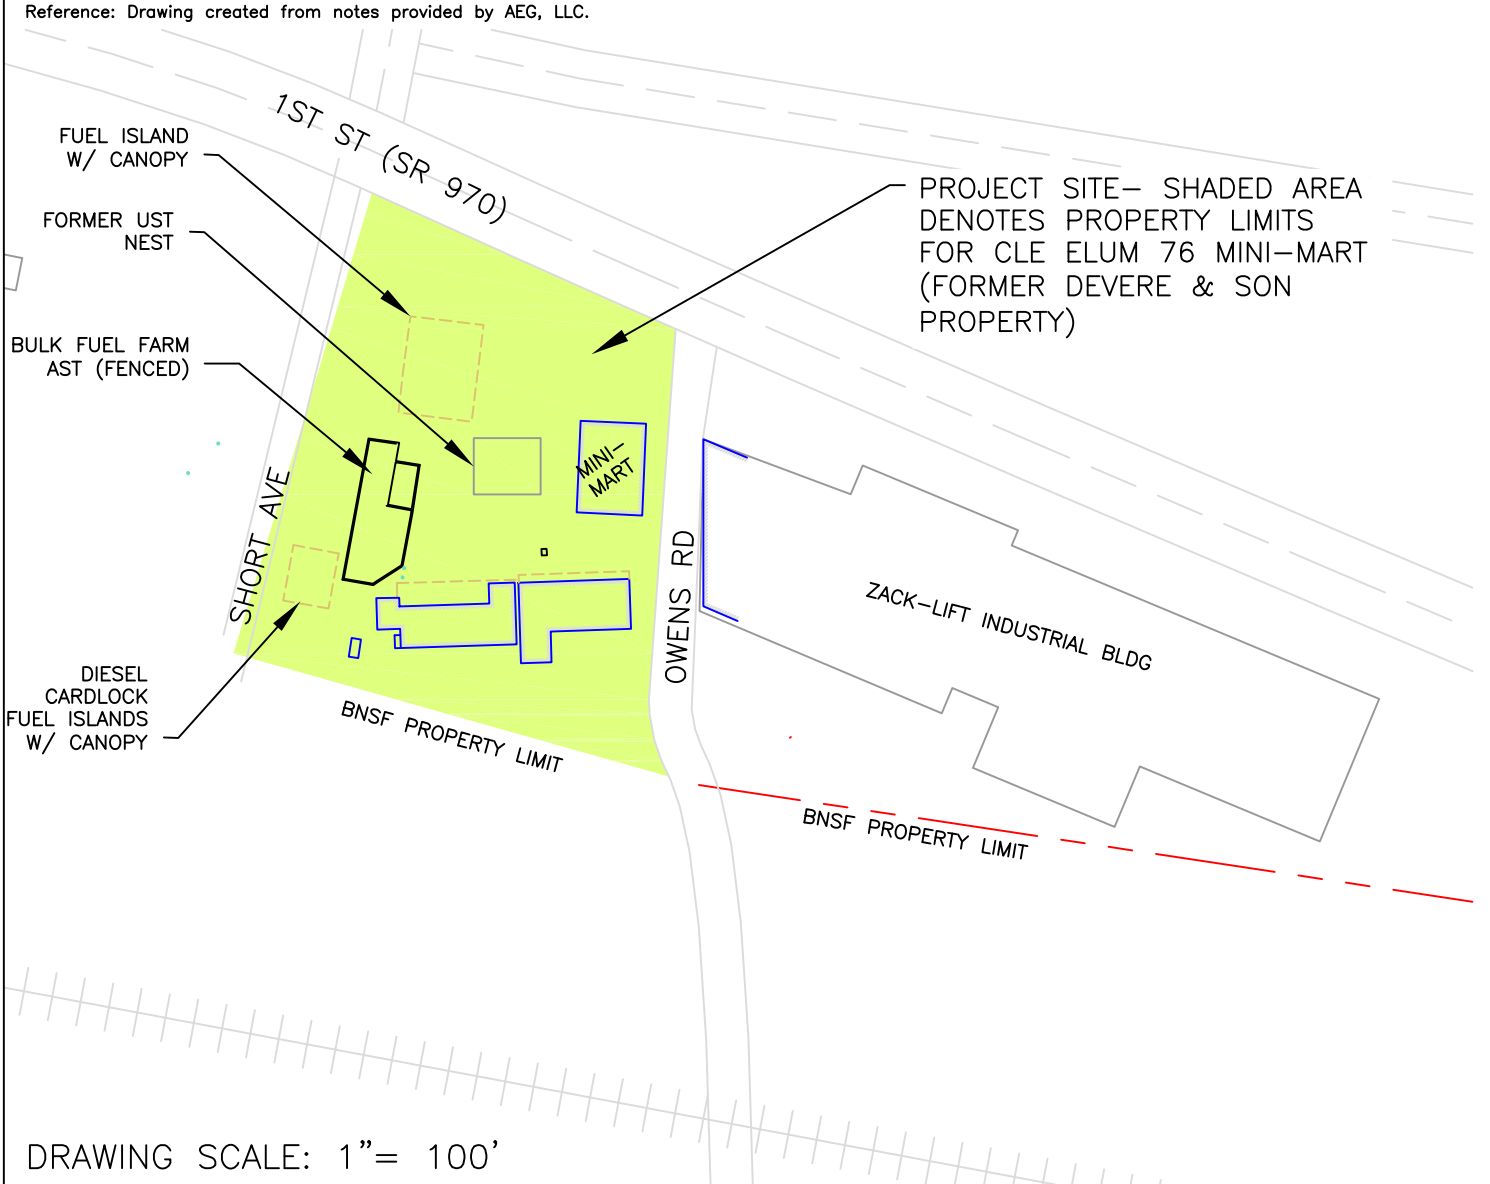 Reference: Drawing created from notes provided by AEG, LLC.
1ST ST (SR 970)
FUEL ISLAND
W/ CANOPY
FORMER UST
NEST
BULK FUEL FARM
AST (FENCED)
PROJECT SITE– SHADED AREA
DENOTES PROPERTY LIMITS
FOR CLE ELUM 76 MINI–MART
(FORMER DEVERE & SON
PROPERTY)
MINI–
MART
SHORT AVE
OWENS RD
ZACK–LIFT INDUSTRIAL BLDG
DIESEL
CARDLOCK
FUEL ISLANDS
W/ CANOPY
BNSF PROPERTY LIMIT
BNSF PROPERTY LIMIT
DRAWING SCALE: 1”= 100’